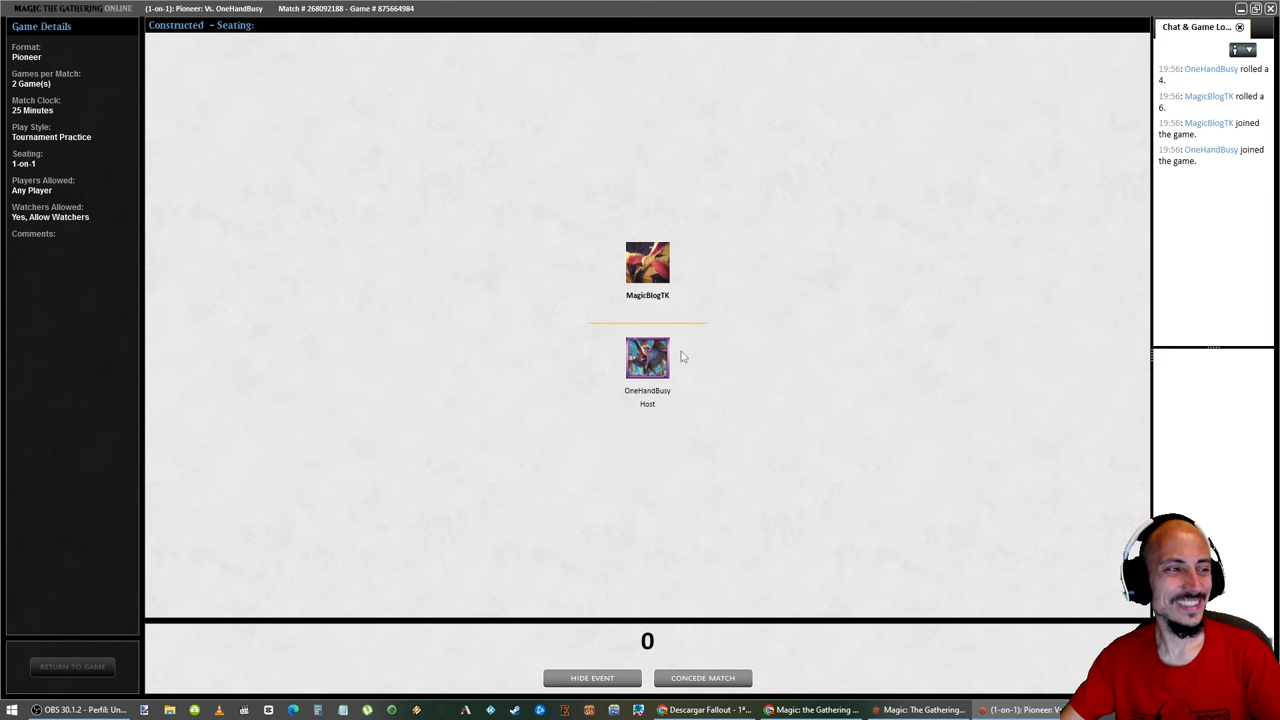 MAGIC THE GATHERING ONLINE (1-on-1): Pioneer: Vs. OneHandBusy Match # 268092188 - Game # 875664984
Game Details
Format:
Pioneer
Games per Match:
2 Game(s)
Match Clock:
25 Minutes
Play Style:
Tournament Practice
Seating:
1-on-1
Players Allowed:
Any Player
Watchers Allowed:
Yes, Allow Watchers
Comments:
RETURN TO GAME
Constructed - Seating:
MagicBlogTK
OneHandBusy
Host
0
HIDE EVENT CONCEDE MATCH
Chat & Game Lo...
19:56: OneHandBusy rolled a
4.
19:56: MagicBlogTK rolled a
6.
19:56: MagicBlogTK joined
the game.
19:56: OneHandBusy joined
the game.
OBS 30.1.2 - Perfil: Un... Descargar Fallout - 1ª... Magic: the Gathering ... Magic: The Gathering... (1-on-1): Pioneer: Vs